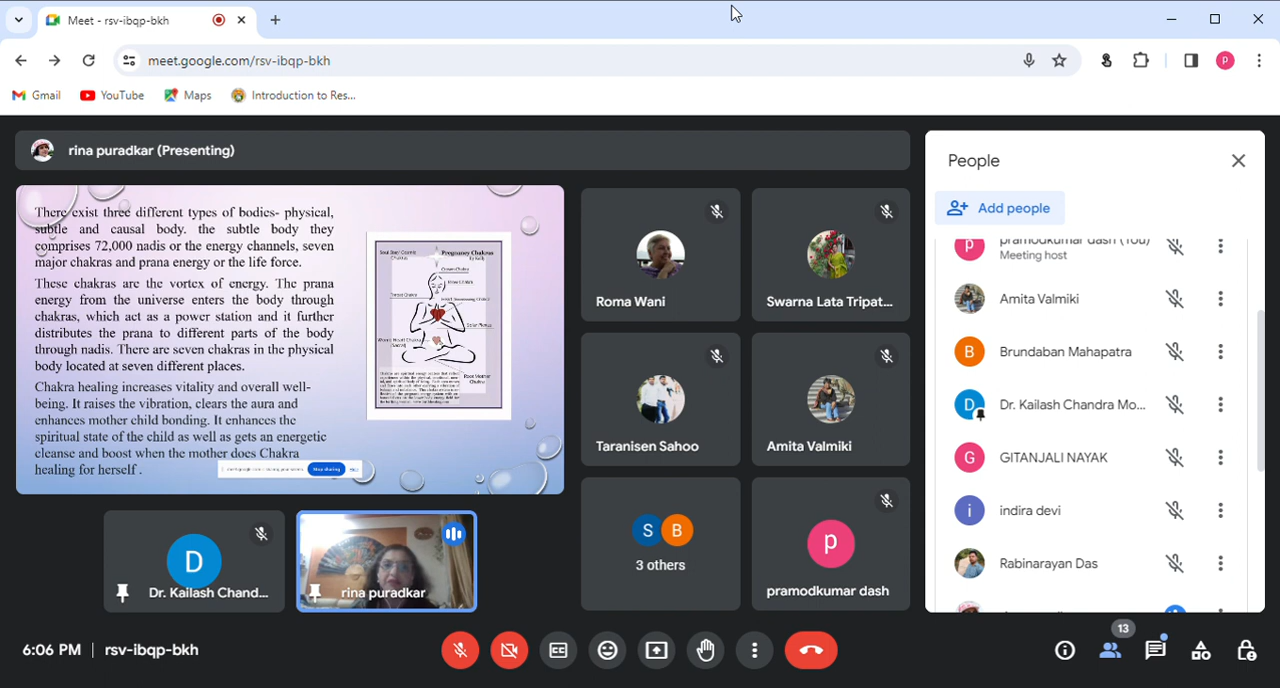 Meet - rsv-ibqp-bkh
meet.google.com/rsv-ibqp-bkh
Gmail
YouTube
Maps
Introduction to Res...
P
rina puradkar (Presenting)
There exist three different types of bodies- physical,
subtle and causal body. the subtle body they
comprises 72,000 nadis or the energy channels, seven
major chakras and prana energy or the life force.
These chakras are the vortex of energy. The prana
energy from the universe enters the body through
chakras, which act as a power station and it further
distributes the prana to different parts of the body
through nadis. There are seven chakras in the physical
body located at seven different places.
Chakra healing increases vitality and overall well-
being. It raises the vibration, clears the aura and
enhances mother child bonding. It enhances the
spiritual state of the child as well as gets an energetic
cleanse and boost when the mother does Chakra
healing for herself .
Pregnancy Chakras
Crown Chakra
Throat Chakra
Solar Plexus
Root Mother
Chakra
Stop sharing
D
Dr. Kailash Chand...
rina puradkar
Roma Wani
Swarna Lata Tripat...
Taranisen Sahoo
Amita Valmiki
S B
3 others
p
pramodkumar dash
People
Add people
p
pramodkumar dash (You)
Meeting host
Amita Valmiki
B
Brundaban Mahapatra
D
Dr. Kailash Chandra Mo...
G
GITANJALI NAYAK
i
indira devi
Rabinarayan Das
6:06 PM | rsv-ibqp-bkh
13